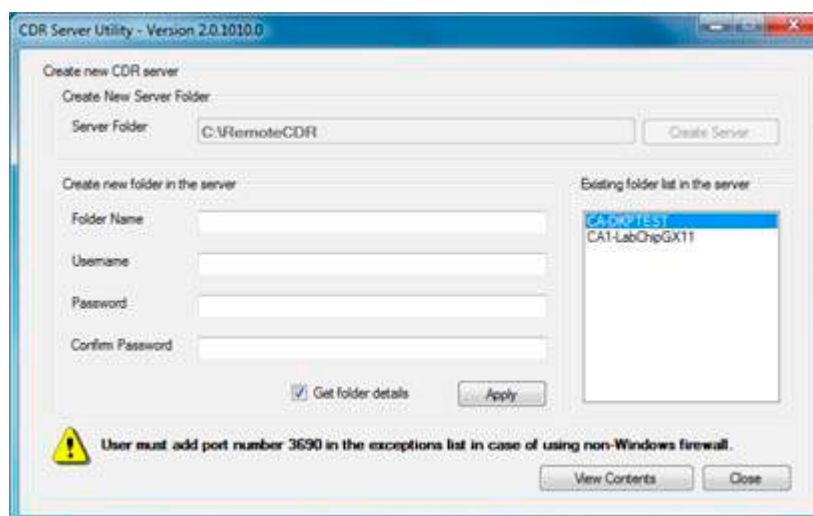 CDR Server Utility - Version 2.0.1010.0
Create new CDR server
Create New Server Folder
Server Folder
C:\RemoteCDR
Create Server
Create new folder in the server
Folder Name
Username
Password
Confirm Password
Get folder details
Apply
Existing folder list in the server
CA-DKPTEST
CA1-LabChipGX11
User must add port number 3690 in the exceptions list in case of using non-Windows firewall.
View Contents
Close